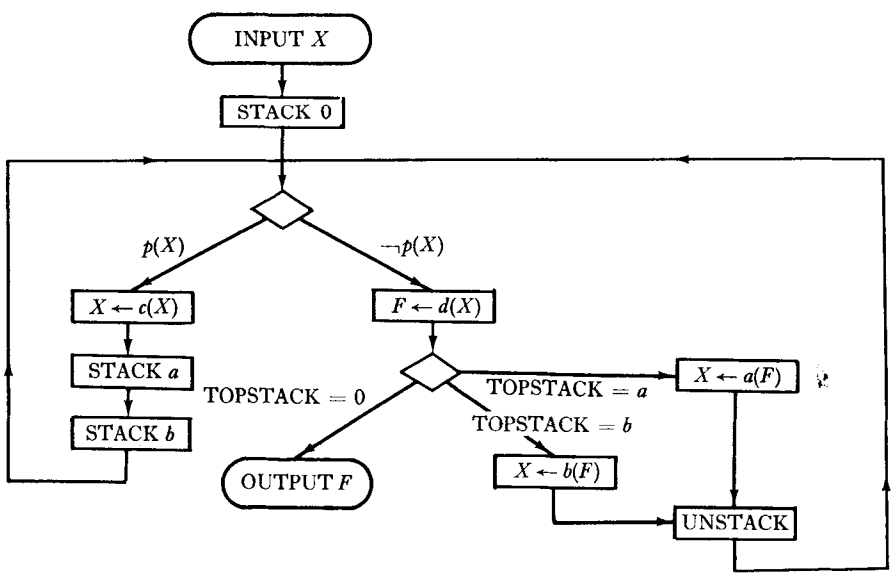 INPUT X
STACK 0
p(X)
¬p(X)
X ← c(X)
F ← d(X)
STACK a
TOPSTACK = 0
TOPSTACK = a
X ← a(F)
STACK b
TOPSTACK = b
OUTPUT F
X ← b(F)
UNSTACK